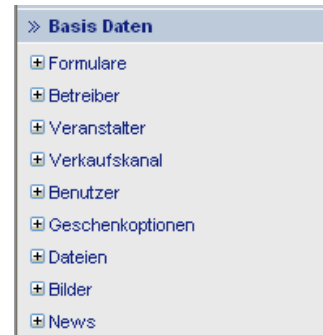 » Basis Daten
Formulare
Betreiber
Veranstalter
Verkaufskanal
Benutzer
Geschenkoptionen
Dateien
Bilder
News